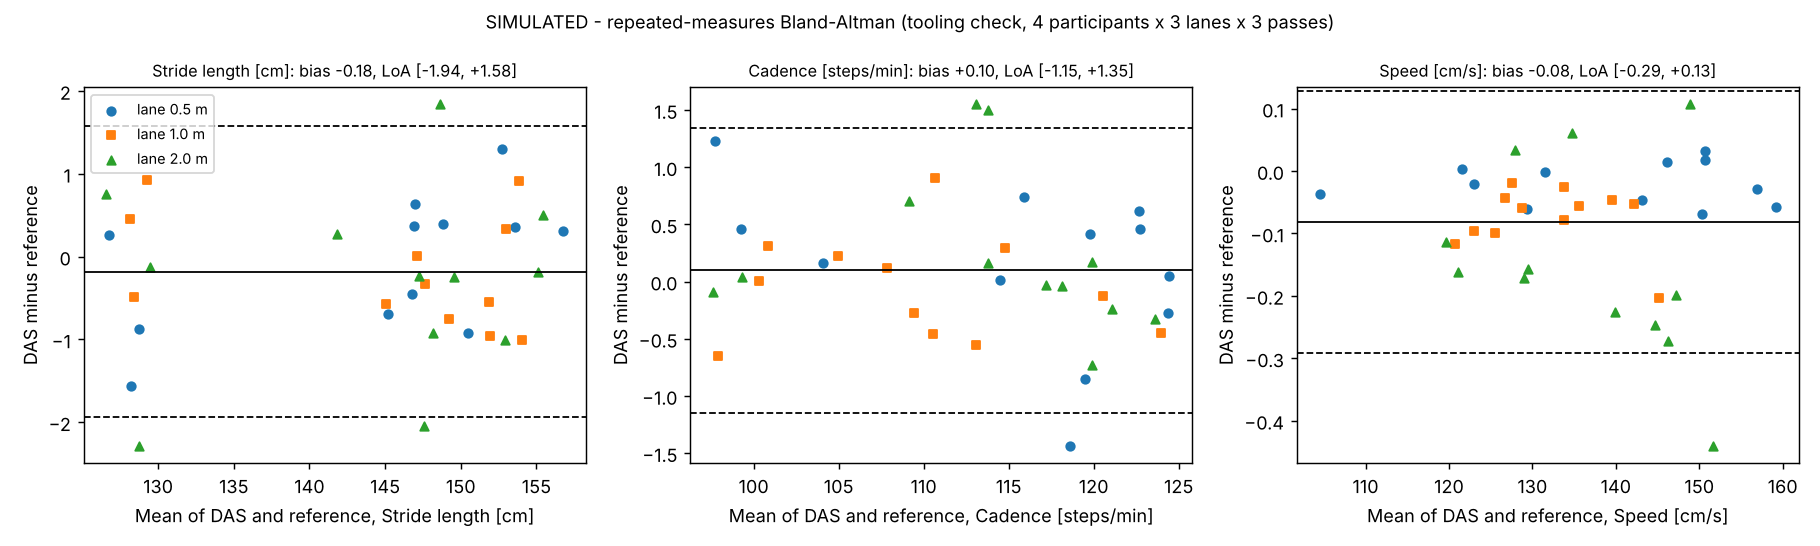 SIMULATED - repeated-measures Bland-Altman (tooling check, 4 participants x 3 lanes x 3 passes)
Stride length [cm]: bias -0.18, LoA [-1.94, +1.58]
lane 0.5 m
lane 1.0 m
lane 2.0 m
2
1
0
−1
−2
DAS minus reference
130
135
140
145
150
155
Mean of DAS and reference, Stride length [cm]
Cadence [steps/min]: bias +0.10, LoA [-1.15, +1.35]
1.5
1.0
0.5
0.0
−0.5
−1.0
−1.5
DAS minus reference
100
105
110
115
120
125
Mean of DAS and reference, Cadence [steps/min]
Speed [cm/s]: bias -0.08, LoA [-0.29, +0.13]
0.1
0.0
−0.1
−0.2
−0.3
−0.4
DAS minus reference
110
120
130
140
150
160
Mean of DAS and reference, Speed [cm/s]